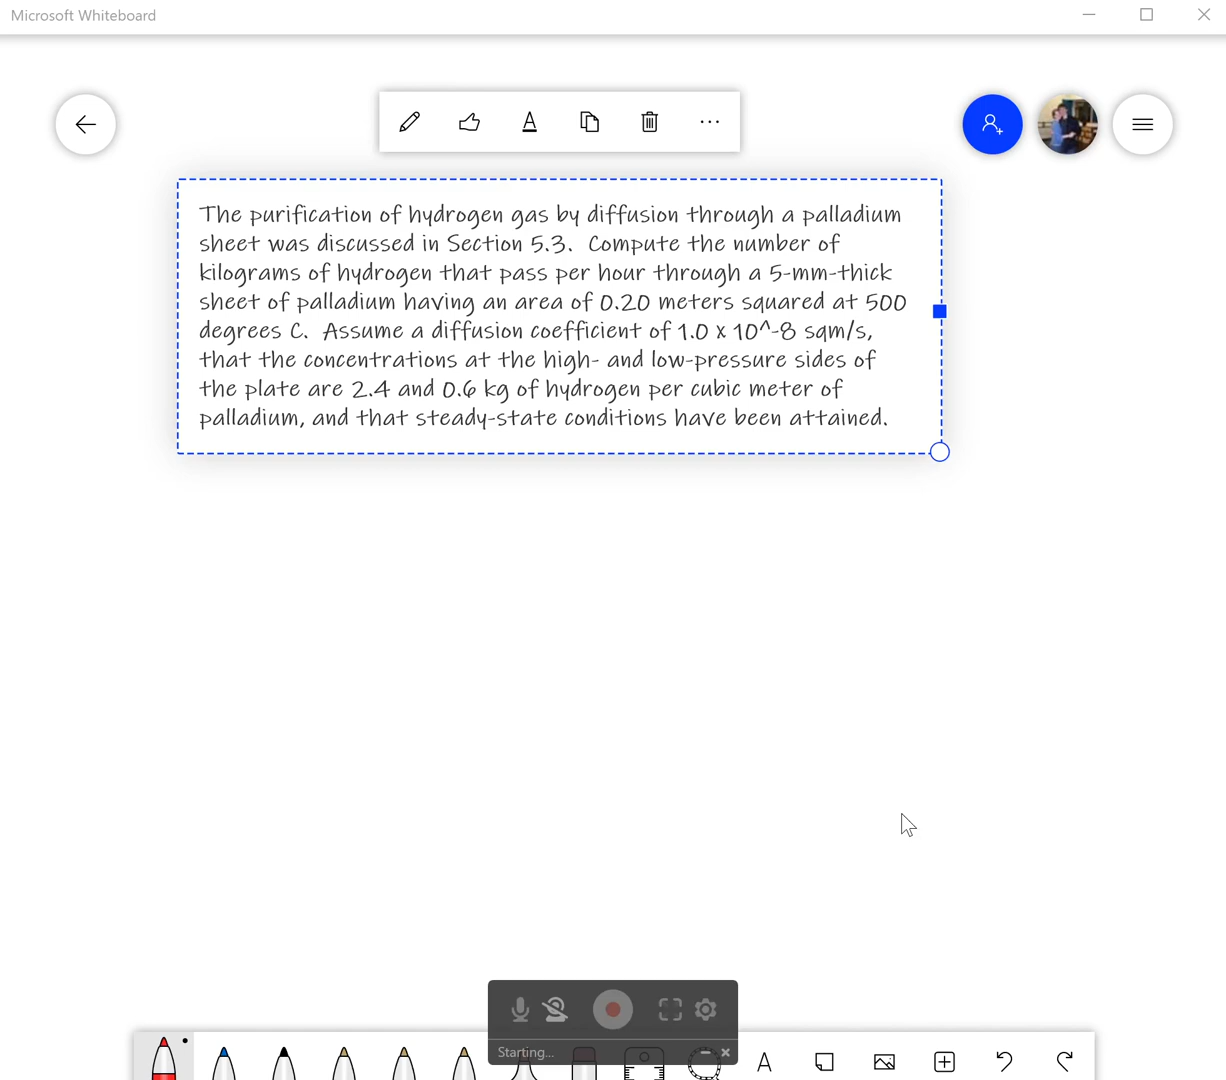 Microsoft Whiteboard
The purification of hydrogen gas by diffusion through a palladium
sheet was discussed in Section 5.3.  Compute the number of
kilograms of hydrogen that pass per hour through a 5-mm-thick
sheet of palladium having an area of 0.20 meters squared at 500
degrees C.  Assume a diffusion coefficient of 1.0 x 10^-8 sqm/s,
that the concentrations at the high- and low-pressure sides of
the plate are 2.4 and 0.6 kg of hydrogen per cubic meter of
palladium, and that steady-state conditions have been attained.
Starting...